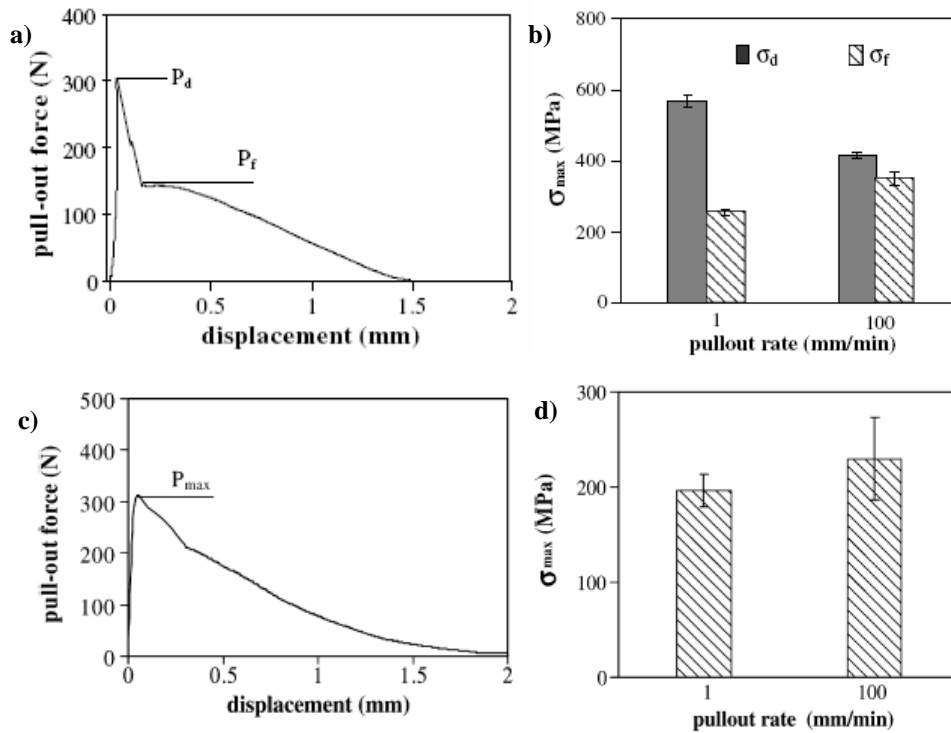 a)
pull-out force (N)
400
300
200
100
0
P_d
P_f
0 0.5 1 1.5 2
displacement (mm)
b)
σ_max (MPa)
800
600
400
200
0
σ_d σ_f
1 100
pullout rate (mm/min)
c)
pull-out force (N)
500
400
300
200
100
0
P_max
0 0.5 1 1.5 2
displacement (mm)
d)
σ_max (MPa)
300
200
100
0
1 100
pullout rate (mm/min)